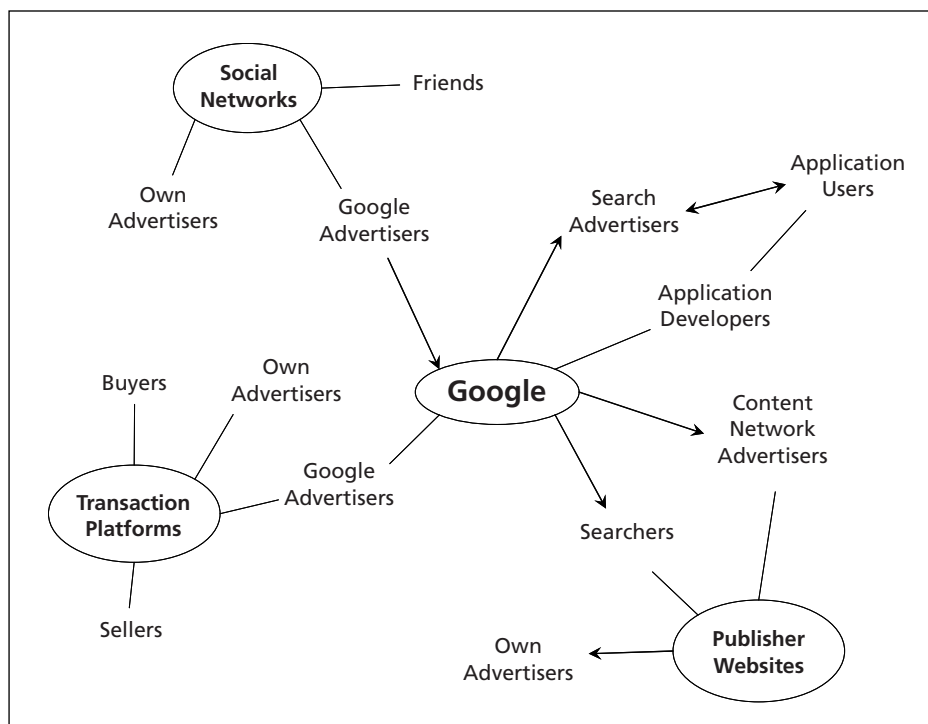 Social
Networks
Friends
Own
Advertisers
Google
Advertisers
Search
Advertisers
Application
Users
Application
Developers
Google
Buyers
Own
Advertisers
Content
Network
Advertisers
Google
Advertisers
Transaction
Platforms
Searchers
Sellers
Own
Advertisers
Publisher
Websites